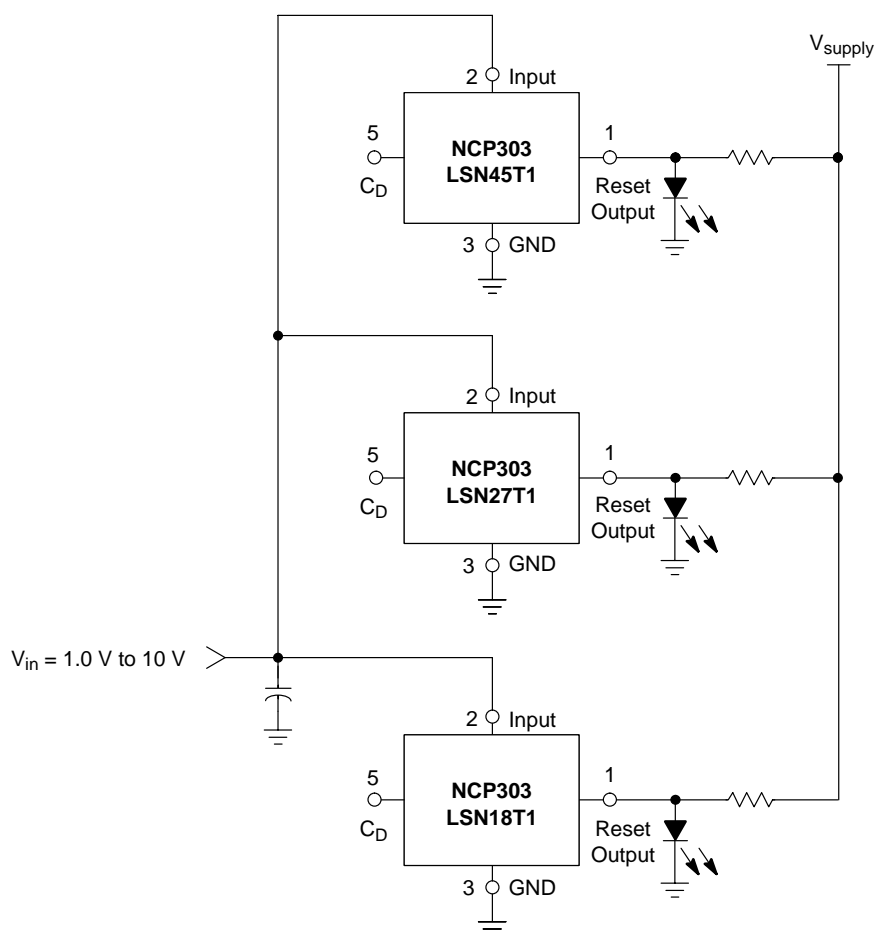 V_supply
2 Input
5
C_D
NCP303
LSN45T1
1
Reset
Output
3 GND
2 Input
5
C_D
NCP303
LSN27T1
1
Reset
Output
3 GND
V_in = 1.0 V to 10 V
2 Input
5
C_D
NCP303
LSN18T1
1
Reset
Output
3 GND